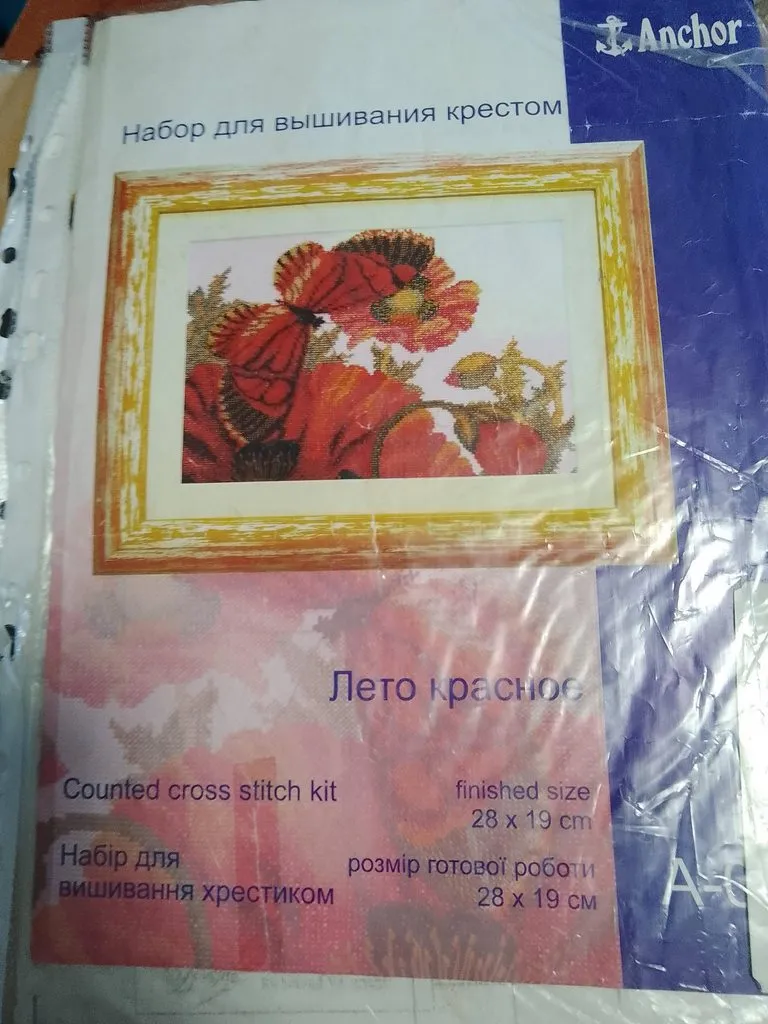 Anchor
Набор для вышивания крестом
Лето красное
Counted cross stitch kit
finished size
28 x 19 cm
Набір для
вишивання хрестиком
розмір готової роботи
28 х 19 см